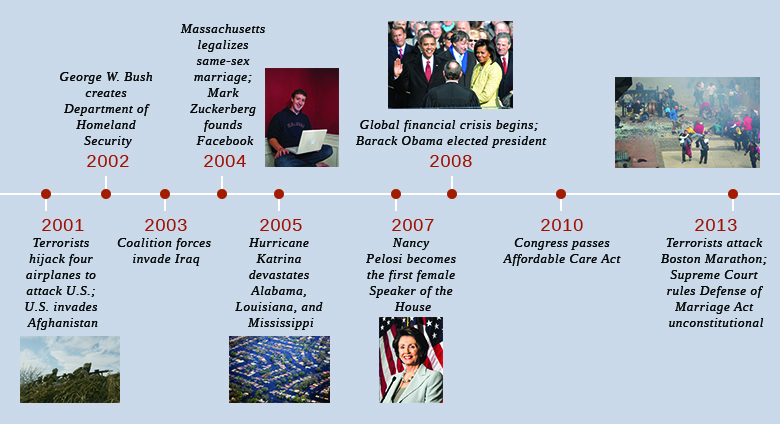 George W. Bush
creates
Department of
Homeland
Security
2002
Massachusetts
legalizes
same-sex
marriage;
Mark
Zuckerberg
founds
Facebook
2004
Global financial crisis begins;
Barack Obama elected president
2008
2001
Terrorists
hijack four
airplanes to
attack U.S.;
U.S. invades
Afghanistan
2003
Coalition forces
invade Iraq
2005
Hurricane
Katrina
devastates
Alabama,
Louisiana, and
Mississippi
2007
Nancy
Pelosi becomes
the first female
Speaker of the
House
2010
Congress passes
Affordable Care Act
2013
Terrorists attack
Boston Marathon;
Supreme Court
rules Defense of
Marriage Act
unconstitutional